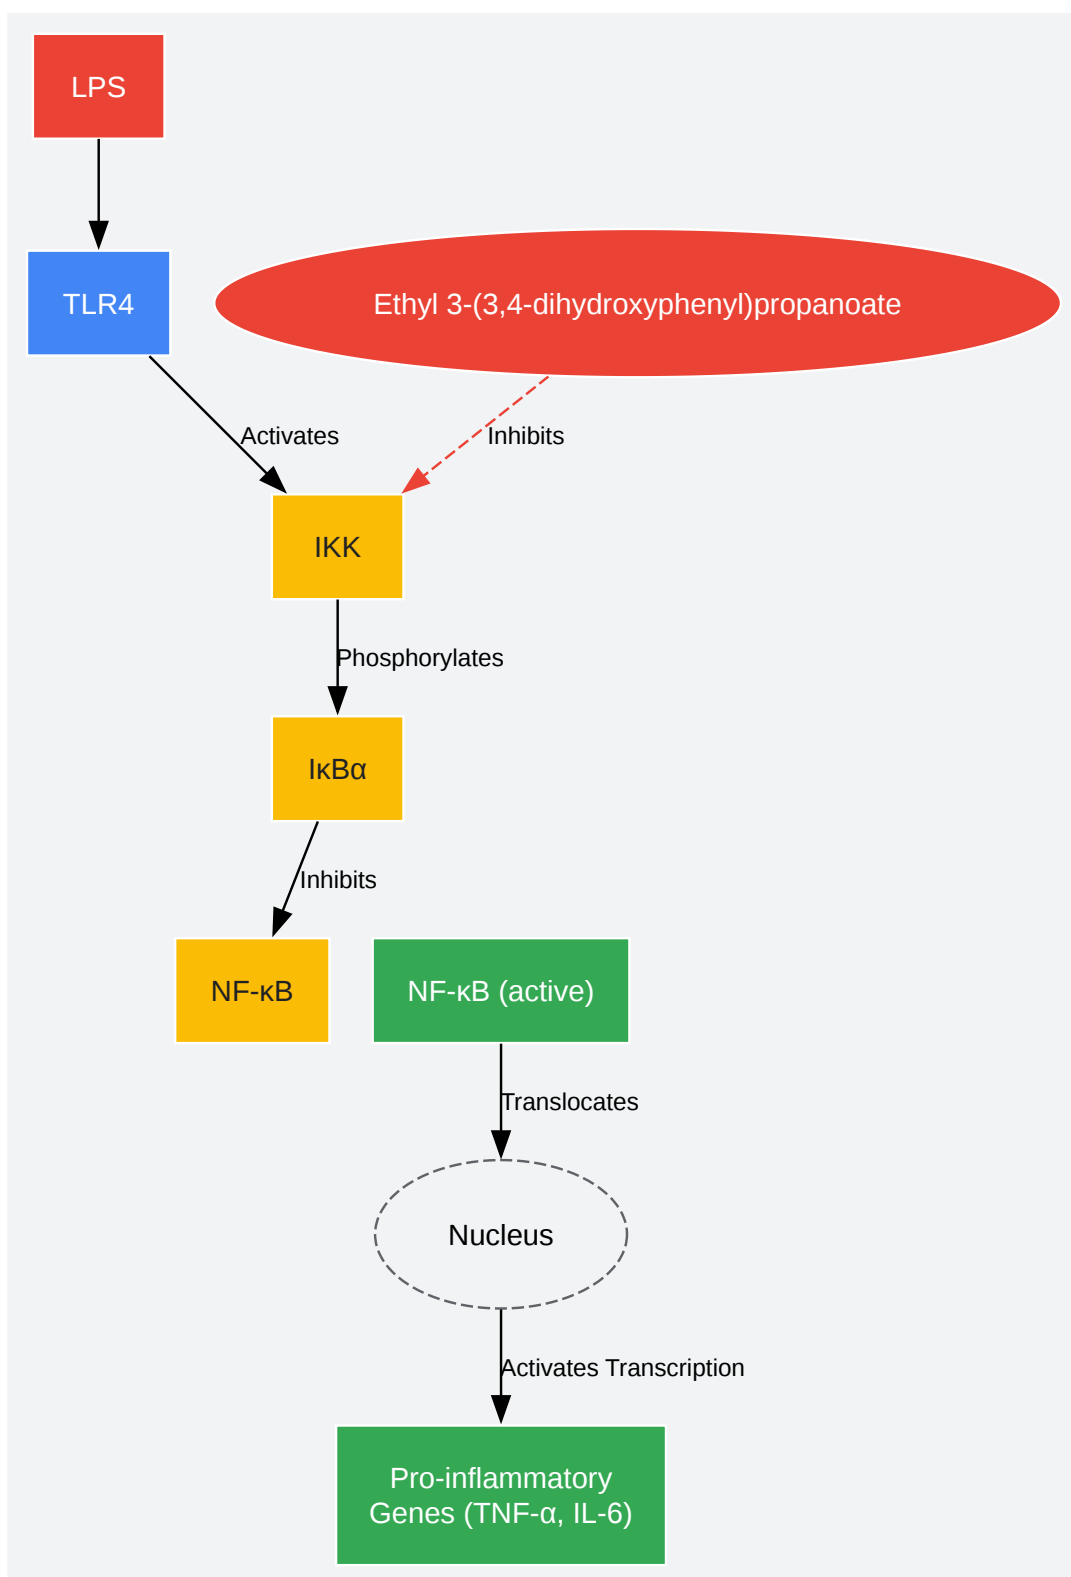 LPS
TLR4
Ethyl 3-(3,4-dihydroxyphenyl)propanoate
Activates
Inhibits
IKK
Phosphorylates
IκBα
Inhibits
NF-κB
NF-κB (active)
Translocates
Nucleus
Activates Transcription
Pro-inflammatory
Genes (TNF-α, IL-6)